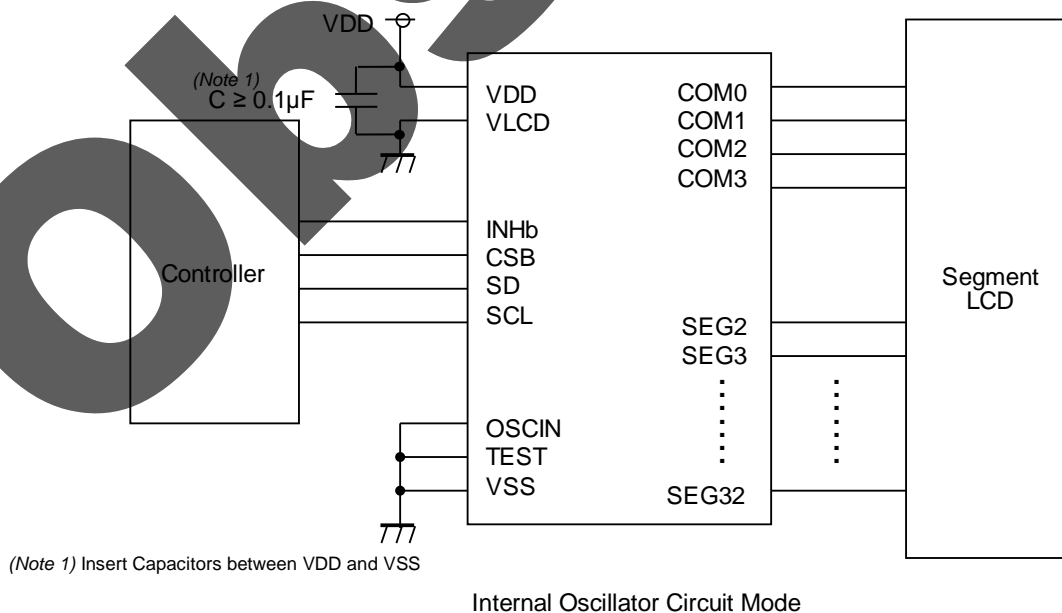 VDD
(Note 1)
C ≥ 0.1µF
VDD
VLCD
INHb
CSB
SD
SCL
OSCIN
TEST
VSS
COM0
COM1
COM2
COM3
SEG2
SEG3
SEG32
Controller
Segment
LCD
(Note 1) Insert Capacitors between VDD and VSS
Internal Oscillator Circuit Mode